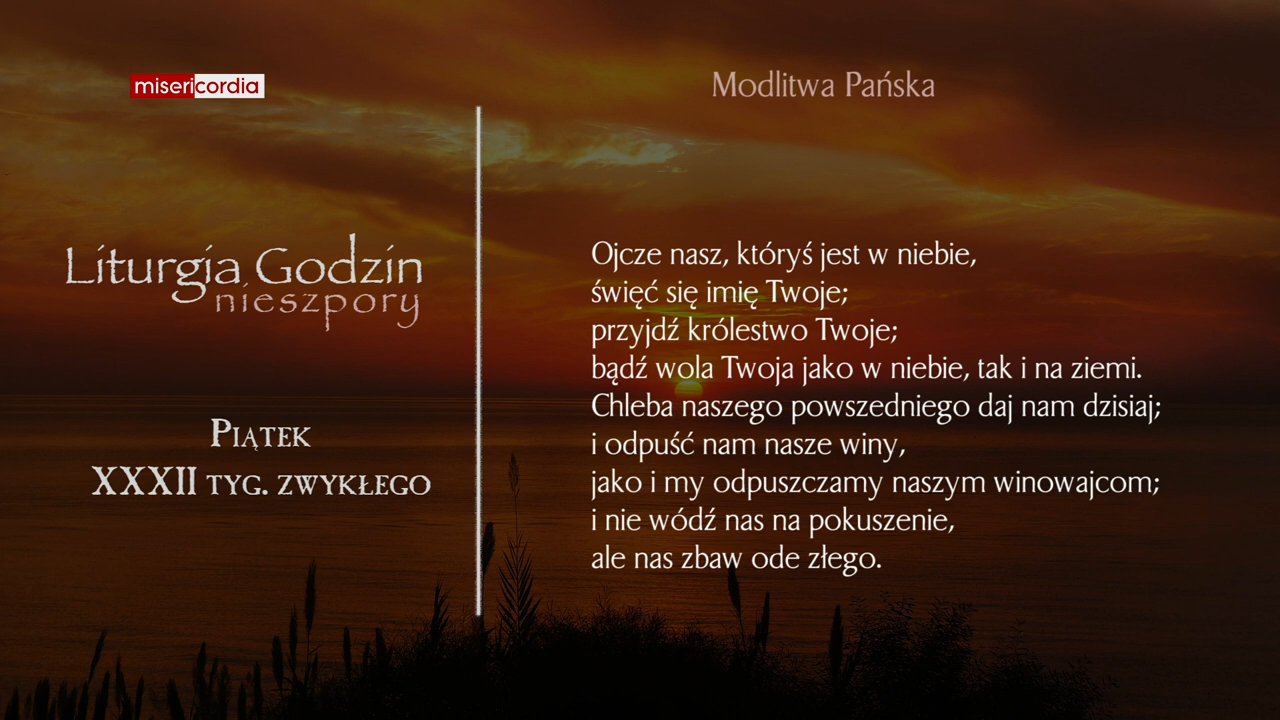 misericordia
Liturgia Godzin
nieszpory
Piątek
XXXII tyg. zwykłego
Modlitwa Pańska
Ojcze nasz, któryś jest w niebie,
święć się imię Twoje;
przyjdź królestwo Twoje;
bądź wola Twoja jako w niebie, tak i na ziemi.
Chleba naszego powszedniego daj nam dzisiaj;
i odpuść nam nasze winy,
jako i my odpuszczamy naszym winowajcom;
i nie wódź nas na pokuszenie,
ale nas zbaw ode złego.